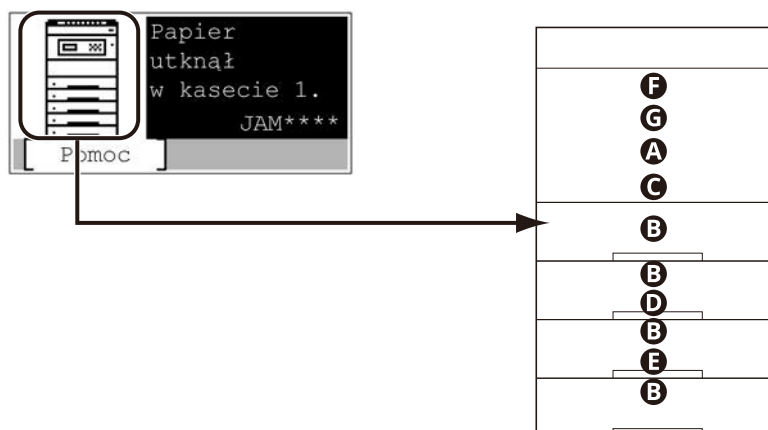 Papier
utknął
w kasecie 1.
JAM****
Pomoc
F
G
A
C
B
B
D
B
E
B